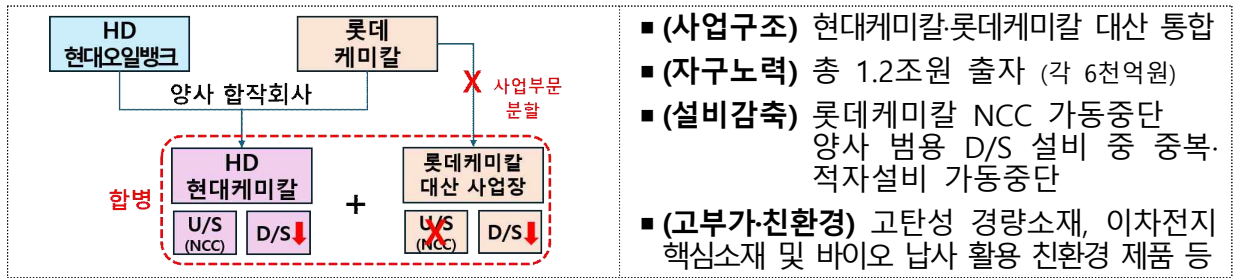 HD
현대오일뱅크
롯데
케미칼
양사 합작회사
X 사업부문
분할
합병
HD
현대케미칼
+
롯데케미칼
대산 사업장
U/S
(NCC)
D/S
U/S
(NCC)
D/S
▪ (사업구조) 현대케미칼·롯데케미칼 대산 통합
▪ (자구노력) 총 1.2조원 출자 (각 6천억원)
▪ (설비감축) 롯데케미칼 NCC 가동중단
양사 범용 D/S 설비 중 중복·
적자설비 가동중단
▪ (고부가·친환경) 고탄성 경량소재, 이차전지
핵심소재 및 바이오 납사 활용 친환경 제품 등